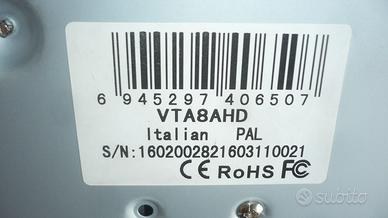 6 945297 406507
VTA8AHD
Italian PAL
S/N:1602002821603110021
CE RoHS FC
subito